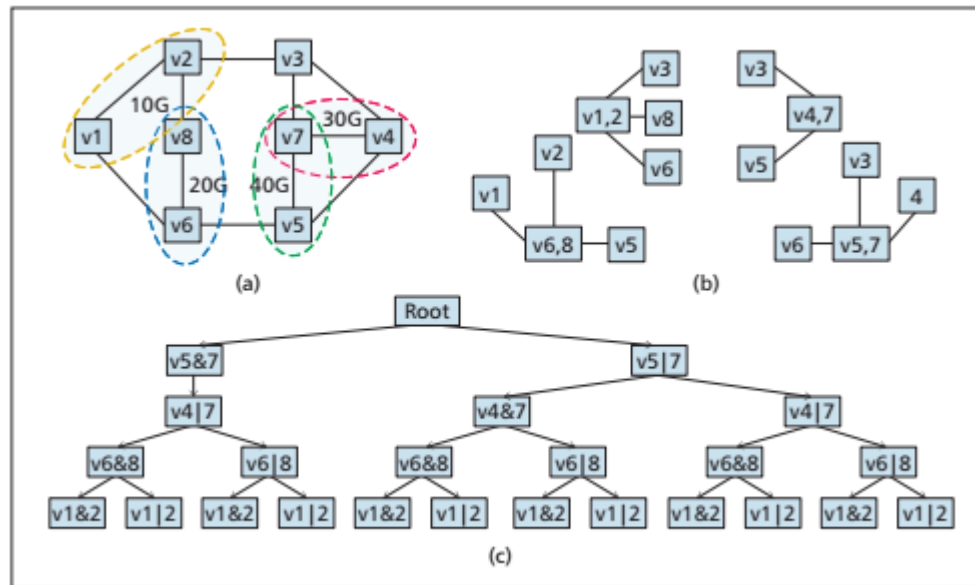 v2 v3
10G 30G
v1 v8 v7 v4
20G 40G
v6 v5
(a)
v3 v3
v1,2 v8 v4,7
v2 v6 v5 v3
v1 4
v6,8 v5 v6 v5,7
(b)
Root
v5&7 v5|7
v4|7 v4&7 v4|7
v6&8 v6|8 v6&8 v6|8 v6&8 v6|8
v1&2 v1|2 v1&2 v1|2 v1&2 v1|2 v1&2 v1|2 v1&2 v1|2 v1&2 v1|2
(c)